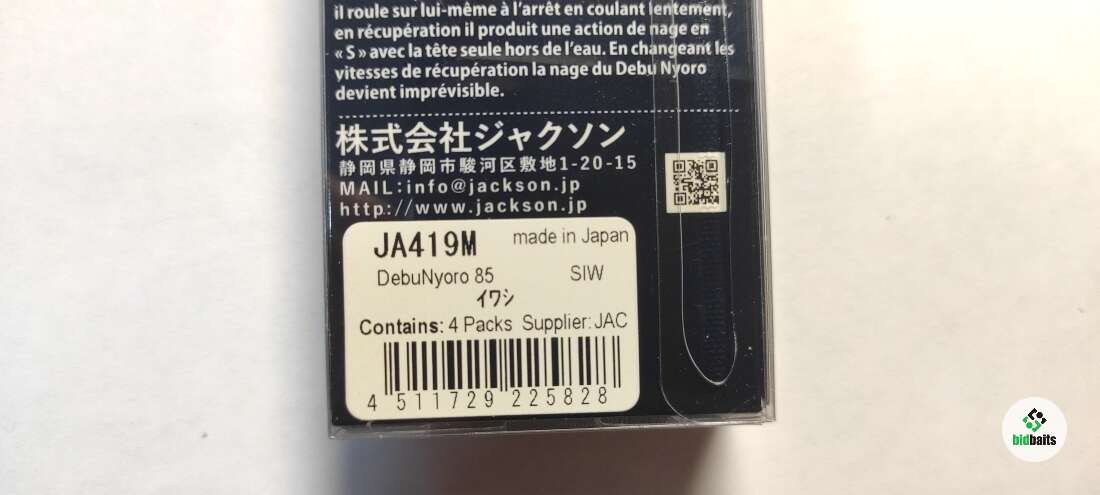 il roule sur lui-même à l'arrêt en coulant lentement,
en récupération il produit une action de nage en
« S » avec la tête seule hors de l'eau. En changeant les
vitesses de récupération la nage du Debu Nyoro
devient imprévisible.
株式会社ジャクソン
静岡県静岡市駿河区敷地1-20-15
MAIL:info@jackson.jp
http://www.jackson.jp
JA419M made in Japan
DebuNyoro 85 SIW
イワシ
Contains: 4 Packs Supplier: JAC
4 511729 225828
bidbaits